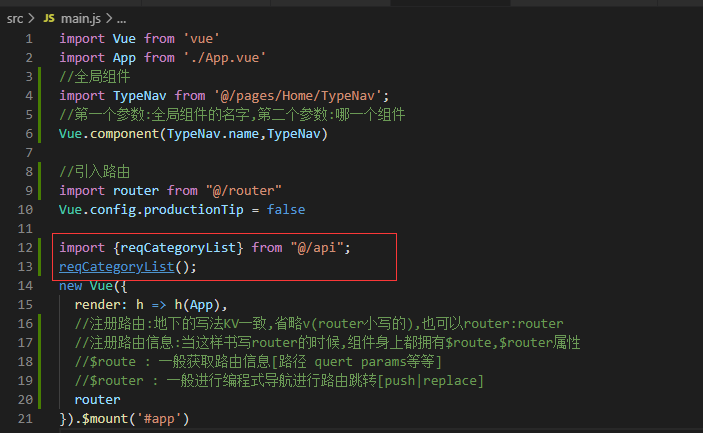 src > JS main.js > ...
1 import Vue from 'vue'
2 import App from './App.vue'
3 //全局组件
4 import TypeNav from '@/pages/Home/TypeNav';
5 //第一个参数:全局组件的名字,第二个参数:哪一个组件
6 Vue.component(TypeNav.name,TypeNav)
7
8 //引入路由
9 import router from "@/router"
10 Vue.config.productionTip = false
11
12 import {reqCategoryList} from "@/api";
13 reqCategoryList();
14 new Vue({
15 render: h => h(App),
16 //注册路由:地下的写法KV一致,省略v(router小写的),也可以router:router
17 //注册路由信息:当这样书写router的时候,组件身上都拥有$route,$router属性
18 //$route : 一般获取路由信息[路径 quert params等等]
19 //$router : 一般进行编程式导航进行路由跳转[push|replace]
20 router
21 }).$mount('#app')